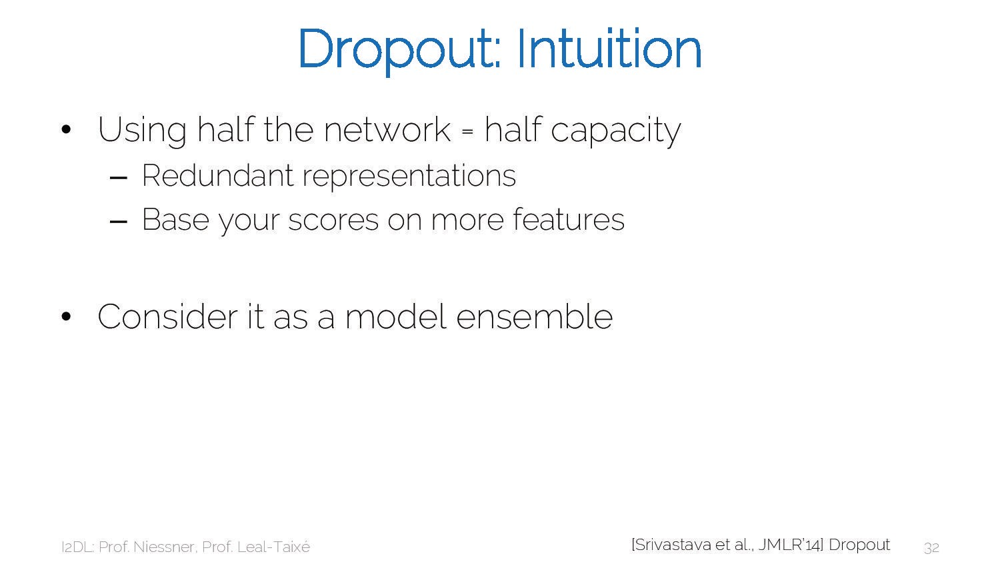 Dropout: Intuition
• Using half the network = half capacity
– Redundant representations
– Base your scores on more features
• Consider it as a model ensemble
I2DL: Prof. Niessner, Prof. Leal-Taixé
[Srivastava et al., JMLR'14] Dropout
32